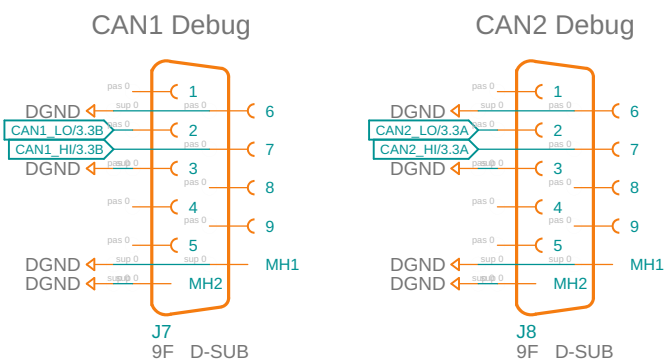 CAN1 Debug
pas 0
1
DGND
sup 0
pas 0
6
CAN1_LO/3.3B
pas 0
2
CAN1_HI/3.3B
pas 0
7
DGND
3
pas 0
8
pas 0
4
pas 0
9
pas 0
5
DGND
sup 0
sup 0
MH1
DGND
MH2
J7
9F D-SUB
CAN2 Debug
pas 0
1
DGND
sup 0
pas 0
6
CAN2_LO/3.3A
pas 0
2
CAN2_HI/3.3A
pas 0
7
DGND
3
pas 0
8
pas 0
4
pas 0
9
pas 0
5
DGND
sup 0
sup 0
MH1
DGND
MH2
J8
9F D-SUB